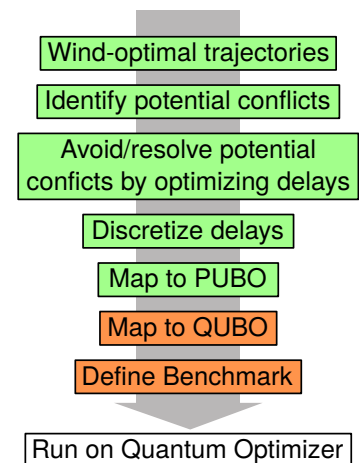 Wind-optimal trajectories
Identify potential conflicts
Avoid/resolve potential
conficts by optimizing delays
Discretize delays
Map to PUBO
Map to QUBO
Define Benchmark
Run on Quantum Optimizer